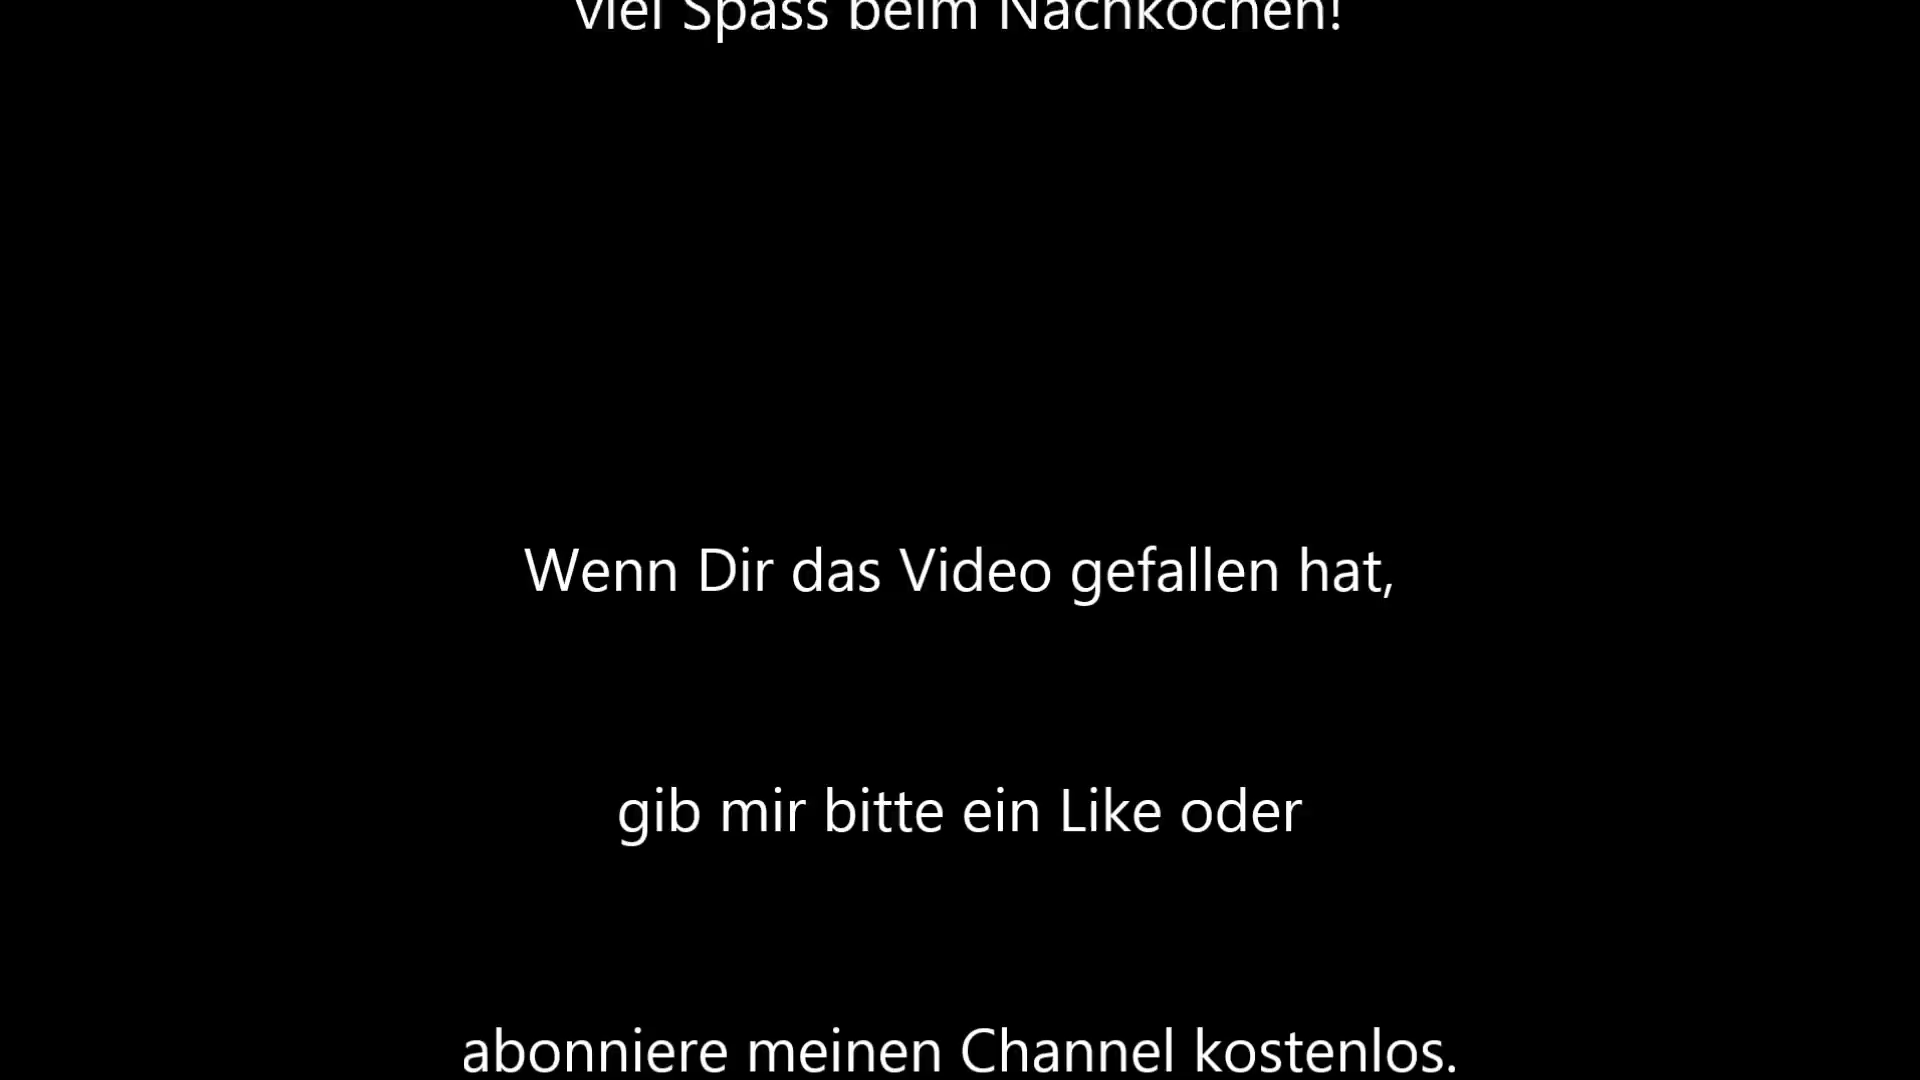 viel Spass beim Nachkochen!
Wenn Dir das Video gefallen hat,
gib mir bitte ein Like oder
abonniere meinen Channel kostenlos.